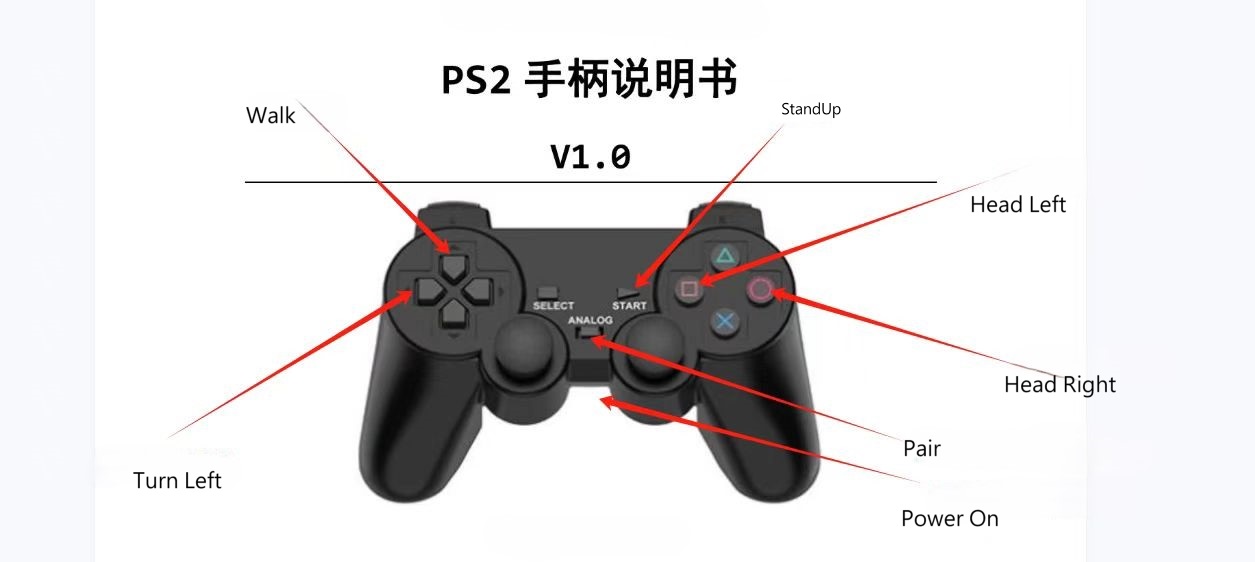 PS2 手柄说明书
Walk
StandUp
V1.0
Head Left
SELECT
START
ANALOG
Head Right
Pair
Turn Left
Power On